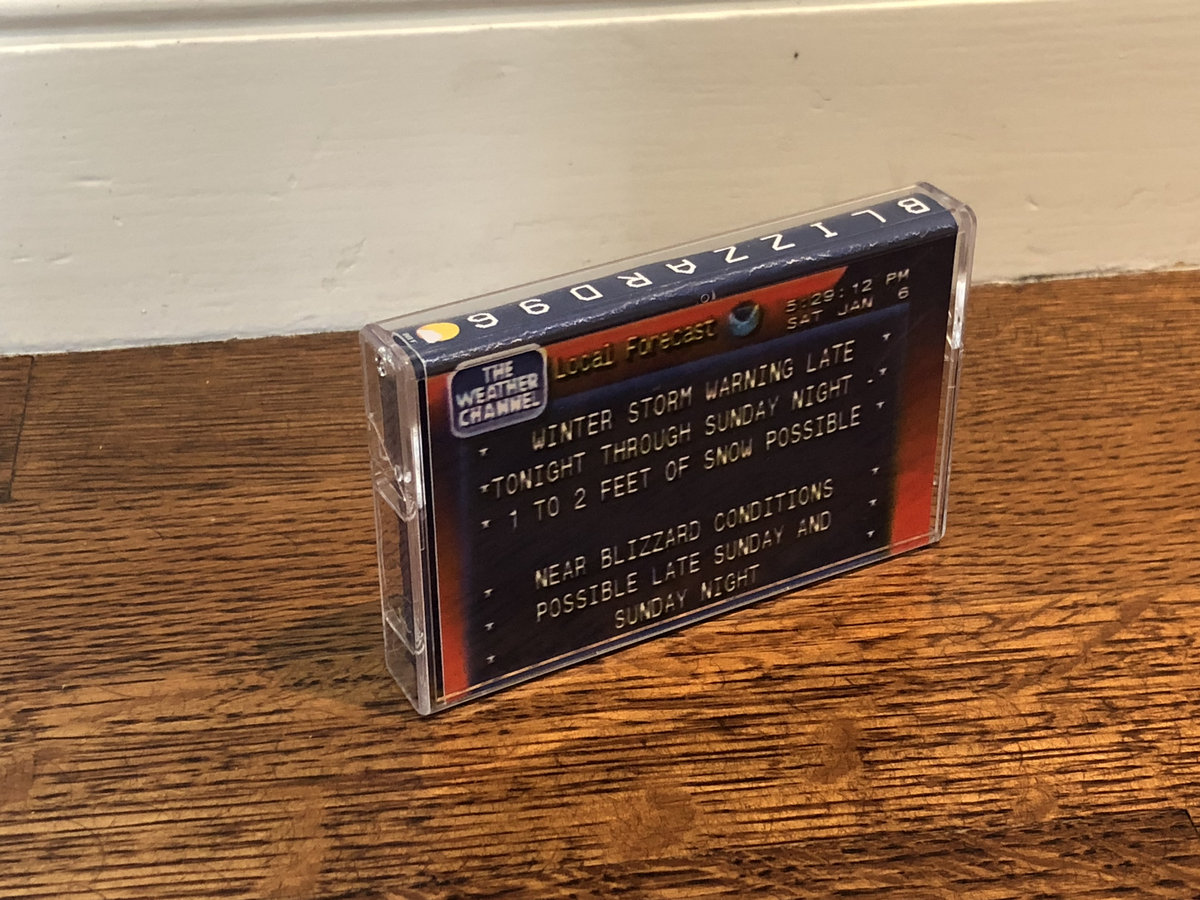 BLIZZARD96
THE
WEATHER
CHANNEL
Local Forecast
5:29:12 PM
SAT JAN 6
* WINTER STORM WARNING LATE *
*TONIGHT THROUGH SUNDAY NIGHT -*
* 1 TO 2 FEET OF SNOW POSSIBLE *
* NEAR BLIZZARD CONDITIONS *
* POSSIBLE LATE SUNDAY AND *
* SUNDAY NIGHT *